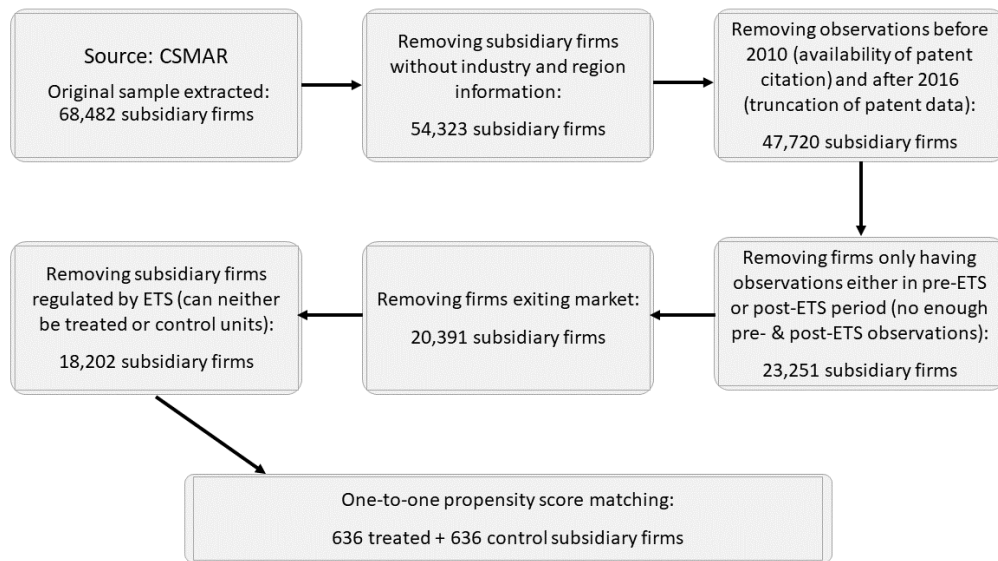 Source: CSMAR
Original sample extracted:
68,482 subsidiary firms
Removing subsidiary firms
without industry and region
information:
54,323 subsidiary firms
Removing observations before
2010 (availability of patent
citation) and after 2016
(truncation of patent data):
47,720 subsidiary firms
Removing firms only having
observations either in pre-ETS
or post-ETS period (no enough
pre- & post-ETS observations):
23,251 subsidiary firms
Removing firms exiting market:
20,391 subsidiary firms
Removing subsidiary firms
regulated by ETS (can neither
be treated or control units):
18,202 subsidiary firms
One-to-one propensity score matching:
636 treated + 636 control subsidiary firms